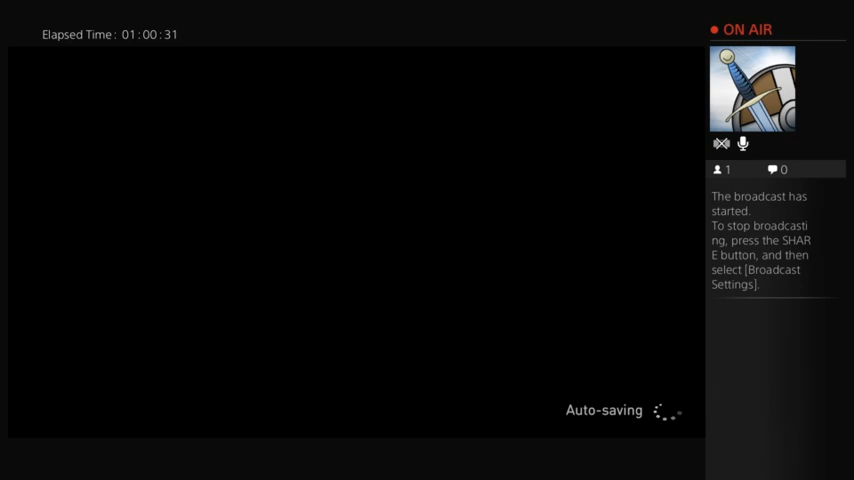 Elapsed Time: 01:00:31
ON AIR
1
0
The broadcast has
started.
To stop broadcasti
ng, press the SHAR
E button, and then
select [Broadcast
Settings].
Auto-saving